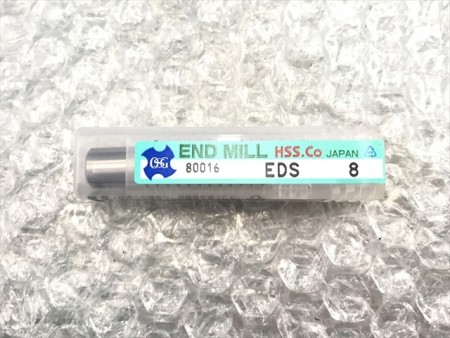 OSG END MILL HSS.Co JAPAN
80016 EDS 8